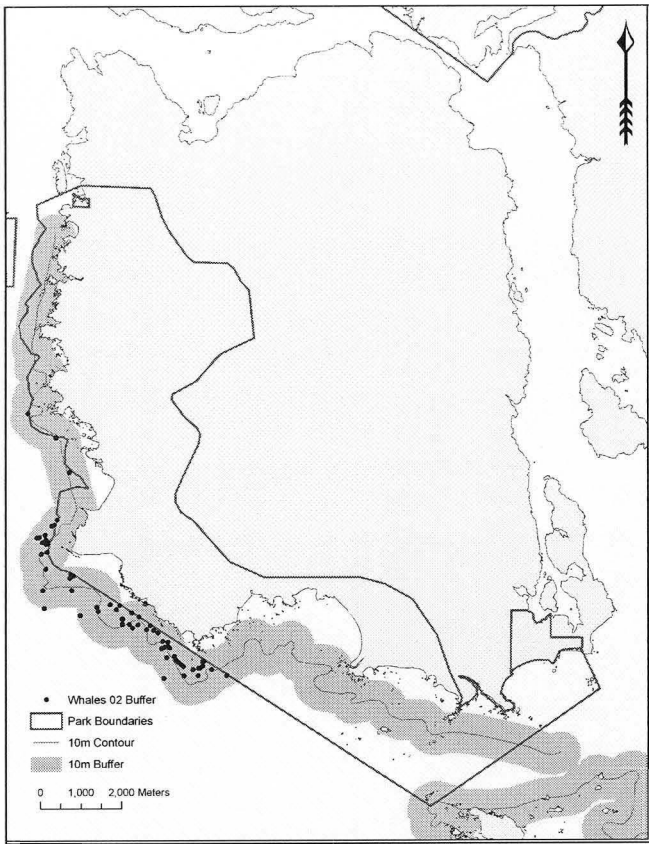 Whales 02 Buffer
Park Boundaries
10m Contour
10m Buffer
0 1,000 2,000 Meters